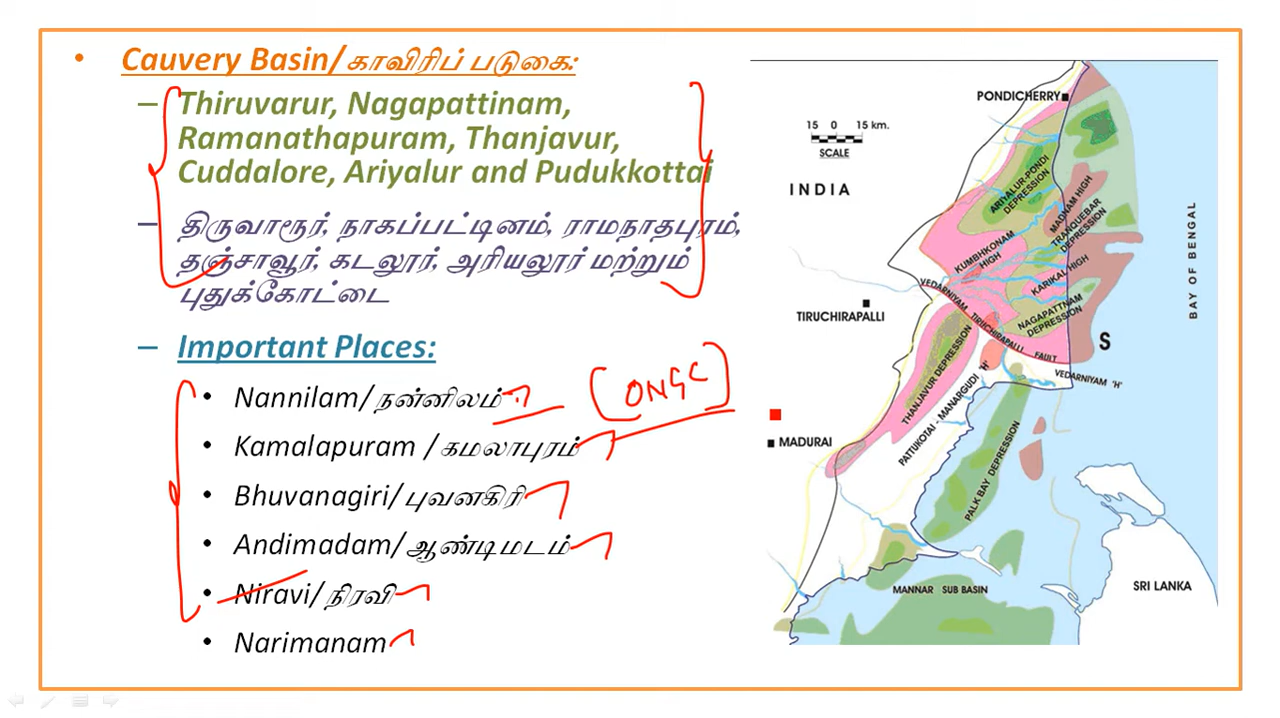 Cauvery Basin/காவிரிப் படுகை:
Thiruvarur, Nagapattinam,
Ramanathapuram, Thanjavur,
Cuddalore, Ariyalur and Pudukkottai
திருவாரூர், நாகப்பட்டினம், ராமநாதபுரம்,
தஞ்சாவூர், கடலூர், அரியலூர் மற்றும்
புதுக்கோட்டை
Important Places:
Nannilam/நன்னிலம்
ONGC
Kamalapuram /கமலாபுரம்
Bhuvanagiri/புவனகிரி
Andimadam/ஆண்டிமடம்
Niravi/நிரவி
Narimanam
PONDICHERRY
15 0 15 km.
SCALE
INDIA
ARIYALUR-PONDI
DEPRESSION
MADNAM HIGH
TRANQUEBAR
DEPRESSION
KUMBHKONAM
HIGH
KARIKAL HIGH
BAY OF BENGAL
VEDARNIYAM TIRUCHIRAPALLI FAULT
NAGAPATTNAM
DEPRESSION
TIRUCHIRAPALLI
S
VEDARNIYAM 'H'
THANJAVUR DEPRESSION
PATTUKOTAI - MANARGUDI 'H'
MADURAI
PALK BAY DEPRESSION
MANNAR SUB BASIN
SRI LANKA